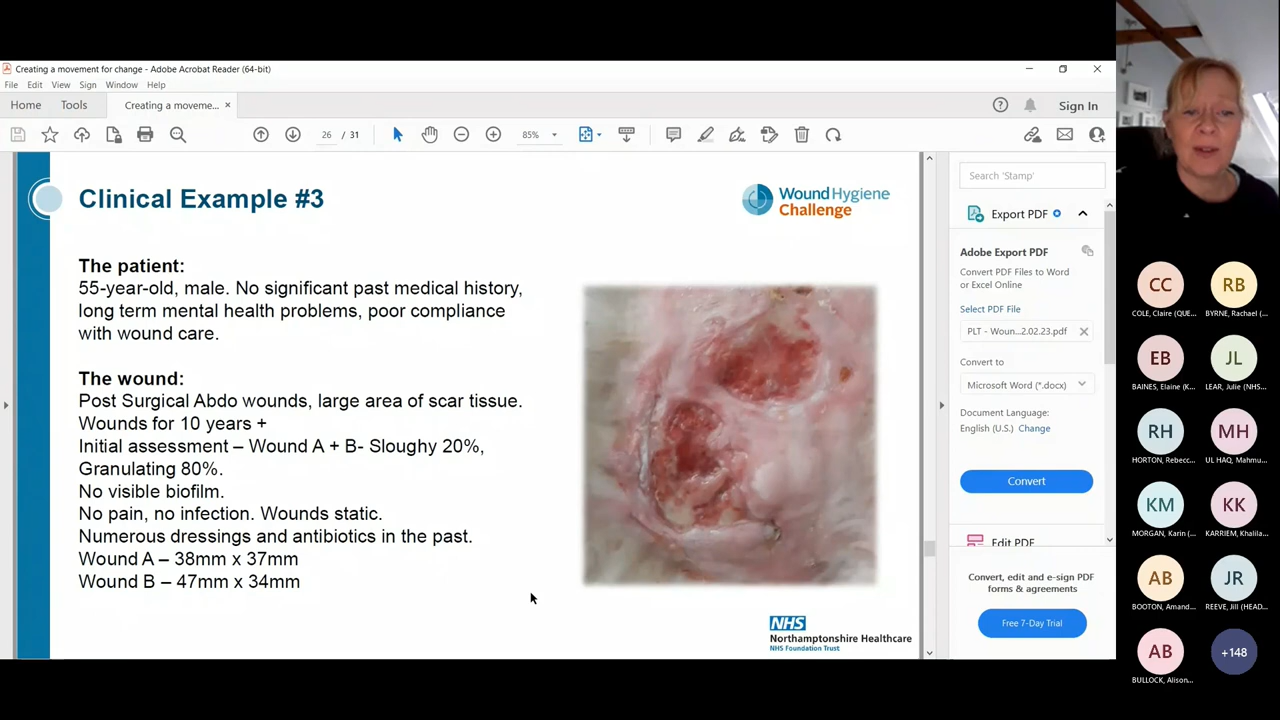 Creating a movement for change - Adobe Acrobat Reader (64-bit)
File Edit View Sign Window Help
Home Tools Creating a moveme... ×
Sign In
26 / 31
85%
Clinical Example #3
Wound Hygiene
Challenge
The patient:
55-year-old, male. No significant past medical history,
long term mental health problems, poor compliance
with wound care.
The wound:
Post Surgical Abdo wounds, large area of scar tissue.
Wounds for 10 years +
Initial assessment – Wound A + B- Sloughy 20%,
Granulating 80%.
No visible biofilm.
No pain, no infection. Wounds static.
Numerous dressings and antibiotics in the past.
Wound A – 38mm x 37mm
Wound B – 47mm x 34mm
NHS
Northamptonshire Healthcare
NHS Foundation Trust
Search 'Stamp'
Export PDF
Adobe Export PDF
Convert PDF Files to Word
or Excel Online
Select PDF File
PLT - Woun...2.02.23.pdf
Convert to
Microsoft Word (*.docx)
Document Language:
English (U.S.) Change
Convert
Edit PDF
Convert, edit and e-sign PDF
forms & agreements
Free 7-Day Trial
CC RB
COLE, Claire (QUE... BYRNE, Rachael (...
EB JL
BAINES, Elaine (K... LEAR, Julie (NHS...
RH MH
HORTON, Rebecc... UL HAQ, Mahmu...
KM KK
MORGAN, Karin (... KARRIEM, Khalila...
AB JR
BOOTON, Amand... REEVE, Jill (HEAD...
AB +148
BULLOCK, Alison...